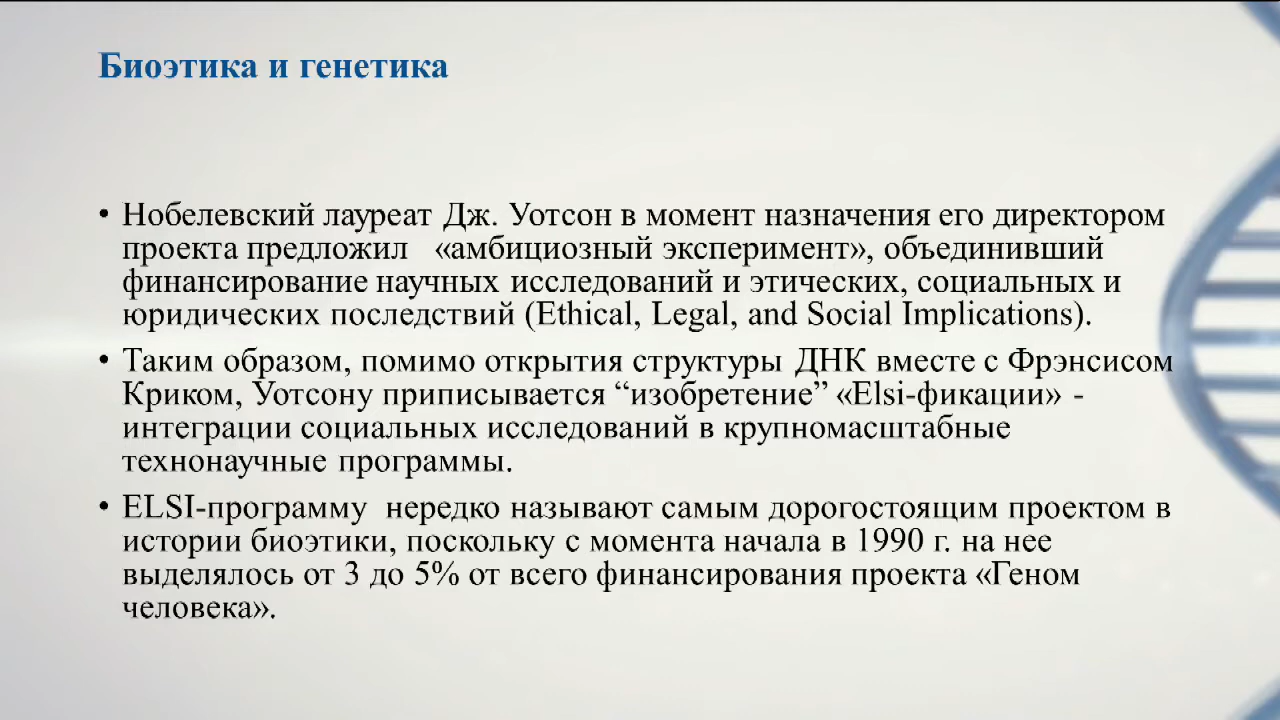 Биоэтика и генетика
• Нобелевский лауреат Дж. Уотсон в момент назначения его директором
проекта предложил «амбициозный эксперимент», объединивший
финансирование научных исследований и этических, социальных и
юридических последствий (Ethical, Legal, and Social Implications).
• Таким образом, помимо открытия структуры ДНК вместе с Фрэнсисом
Криком, Уотсону приписывается “изобретение” «Elsi-фикации» -
интеграции социальных исследований в крупномасштабные
технонаучные программы.
• ELSI-программу нередко называют самым дорогостоящим проектом в
истории биоэтики, поскольку с момента начала в 1990 г. на нее
выделялось от 3 до 5% от всего финансирования проекта «Геном
человека».